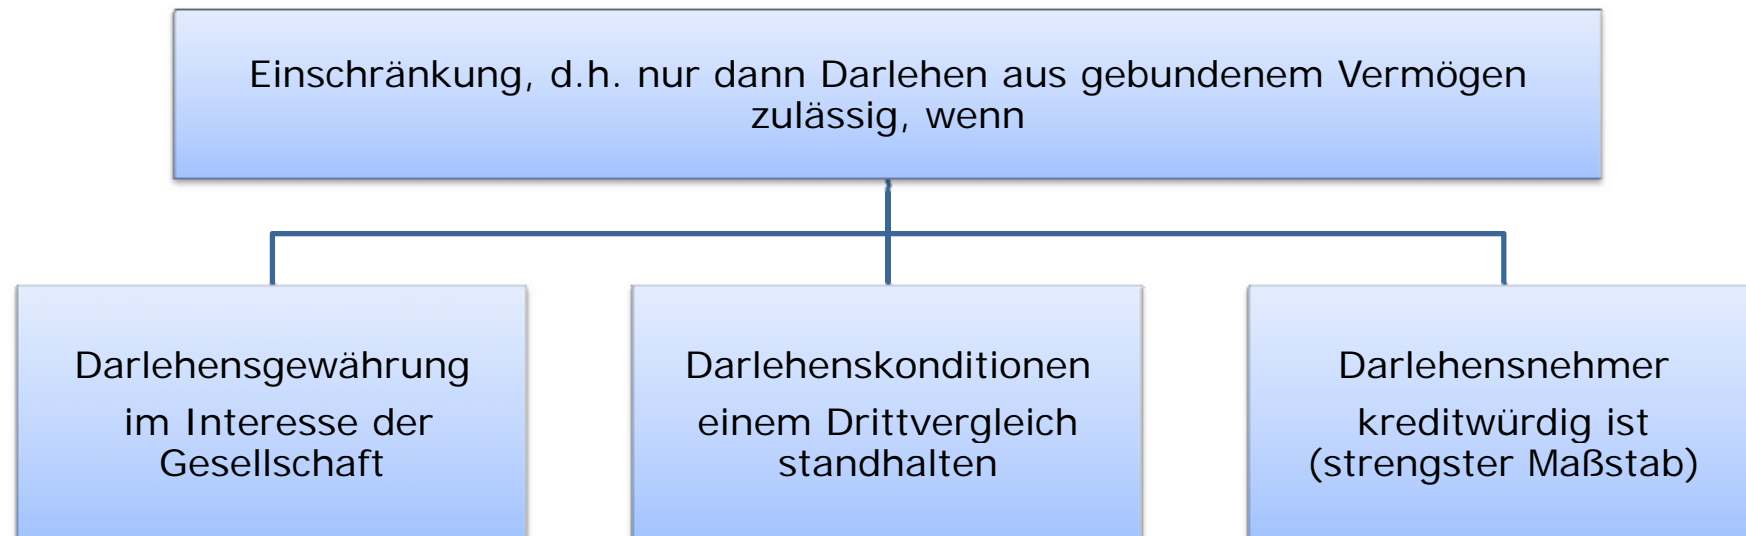 Einschränkung, d.h. nur dann Darlehen aus gebundenem Vermögen
zulässig, wenn
Darlehensgewährung
im Interesse der
Gesellschaft
Darlehenskonditionen
einem Drittvergleich
standhalten
Darlehensnehmer
kreditwürdig ist
(strengster Maßstab)